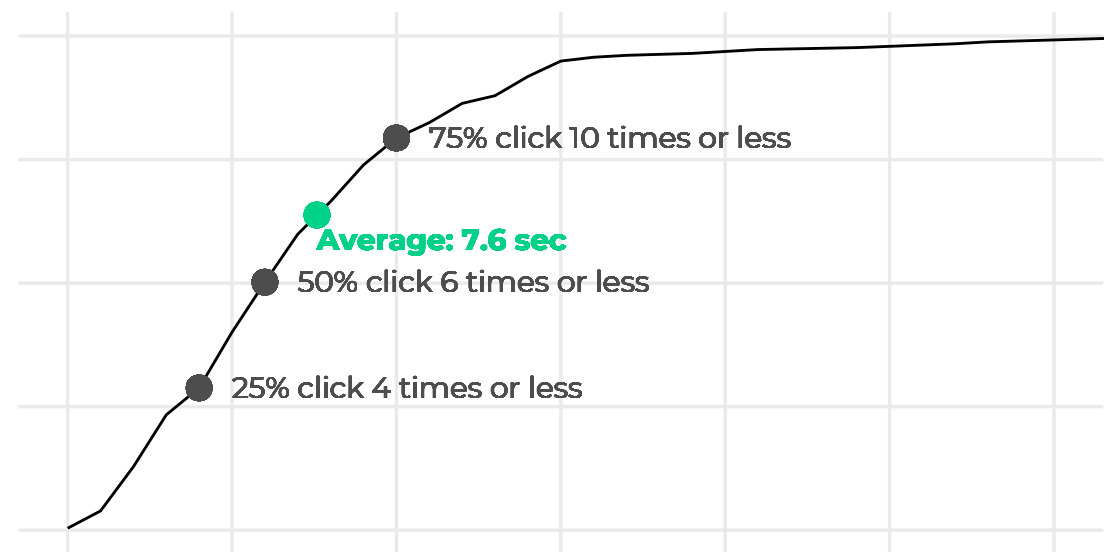 75% click 10 times or less
Average: 7.6 sec
50% click 6 times or less
25% click 4 times or less